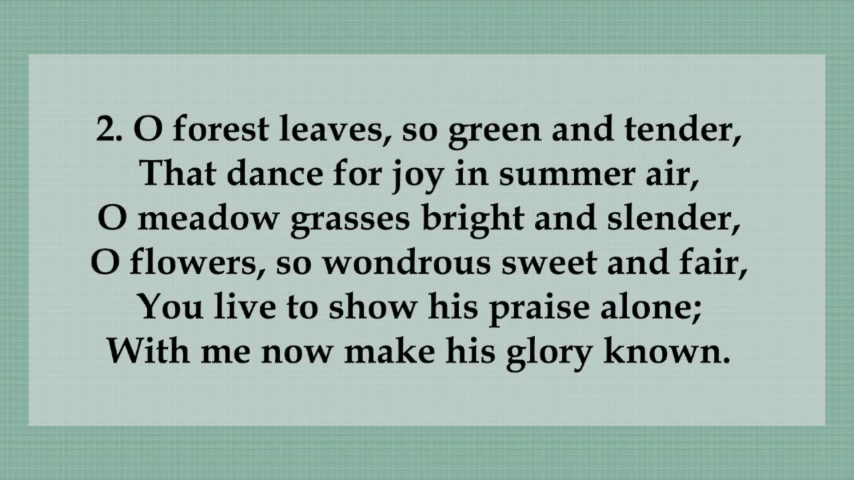 2. O forest leaves, so green and tender,
That dance for joy in summer air,
O meadow grasses bright and slender,
O flowers, so wondrous sweet and fair,
You live to show his praise alone;
With me now make his glory known.